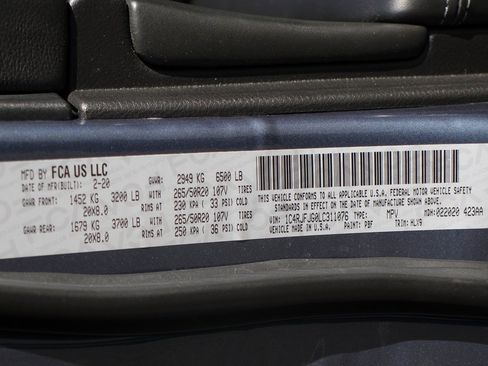 MFD BY FCA US LLC
DATE OF MFR(BUILT): 2-20 GVWR: 2949 KG 6500 LB
GAWR FRONT: 1452 KG 3200 LB 265/50R20 107V TIRES
20X8.0 RIMS AT 230 KPA ( 33 PSI) COLD
GAWR REAR: 1679 KG 3700 LB 265/50R20 107V TIRES
20X8.0 RIMS AT 250 KPA ( 36 PSI) COLD
THIS VEHICLE CONFORMS TO ALL APPLICABLE U.S.A. FEDERAL MOTOR VEHICLE SAFETY
STANDARDS IN EFFECT ON THE DATE OF MANUFACTURE SHOWN ABOVE.
VIN: 1C4RJFJG0LC311076 TYPE: MPV MDH:022020 423AA
VEHICLE MADE IN U.S.A. PAINT: PBF TRIM: HLX9